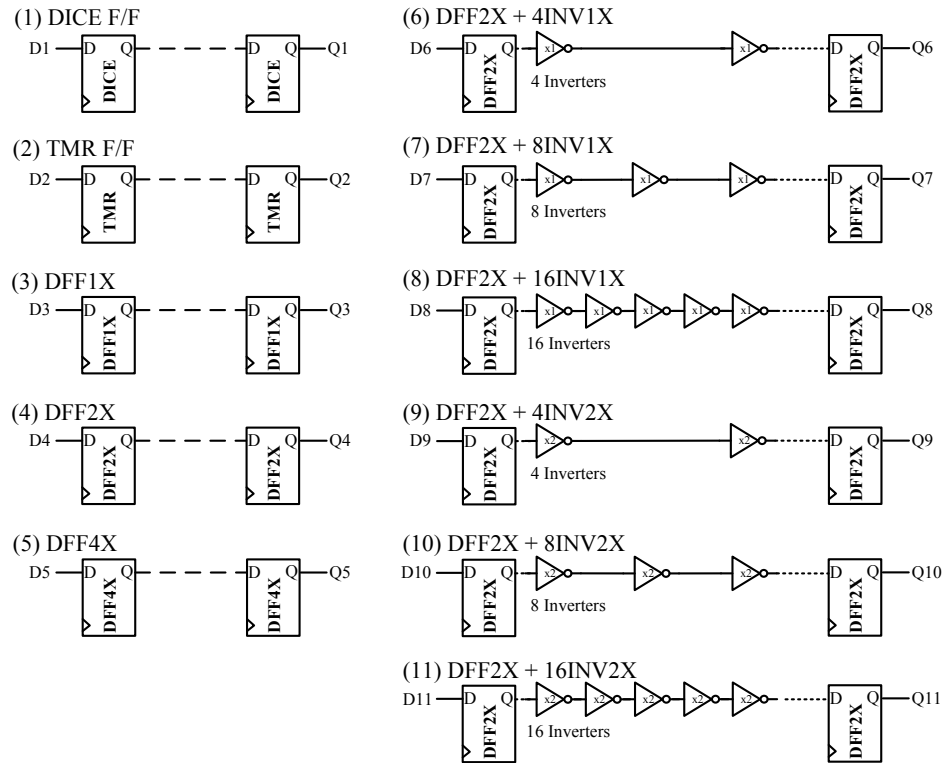 (1) DICE F/F
D1 D Q D Q Q1
DICE DICE
(2) TMR F/F
D2 D Q D Q Q2
TMR TMR
(3) DFF1X
D3 D Q D Q Q3
DFF1X DFF1X
(4) DFF2X
D4 D Q D Q Q4
DFF2X DFF2X
(5) DFF4X
D5 D Q D Q Q5
DFF4X DFF4X
(6) DFF2X + 4INV1X
D6 D Q x1 x1 D Q Q6
DFF2X DFF2X
4 Inverters
(7) DFF2X + 8INV1X
D7 D Q x1 x1 x1 D Q Q7
DFF2X DFF2X
8 Inverters
(8) DFF2X + 16INV1X
D8 D Q x1 x1 x1 x1 x1 D Q Q8
DFF2X DFF2X
16 Inverters
(9) DFF2X + 4INV2X
D9 D Q x2 x2 D Q Q9
DFF2X DFF2X
4 Inverters
(10) DFF2X + 8INV2X
D10 D Q x2 x2 x2 D Q Q10
DFF2X DFF2X
8 Inverters
(11) DFF2X + 16INV2X
D11 D Q x2 x2 x2 x2 x2 D Q Q11
DFF2X DFF2X
16 Inverters